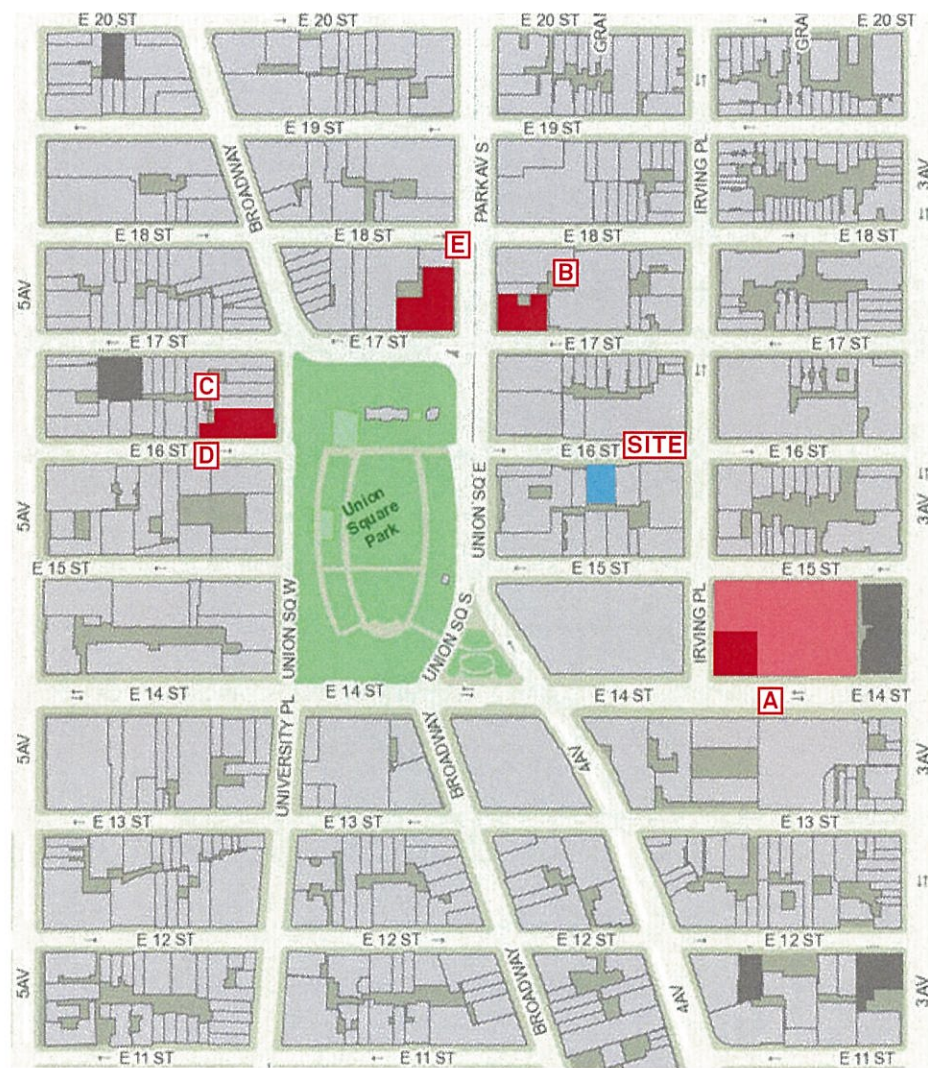 E 20 ST
E 20 ST
E 20 ST
GRA
GRA
E 20 ST
E 19 ST
E 19 ST
BROADWAY
PARK AV S
IRVING PL
3AV
E 18 ST
E 18 ST
E
E 18 ST
E 18 ST
B
5AV
E 17 ST
E 17 ST
E 17 ST
E 17 ST
C
D
E 16 ST
E 16 ST
SITE
E 16 ST
5AV
Union
Square
Park
UNION SQ E
3AV
E 15 ST
E 15 ST
E 15 ST
UNION SQ W
UNION SQ S
IRVING PL
E 14 ST
E 14 ST
E 14 ST
A
E 14 ST
5AV
UNIVERSITY PL
BROADWAY
4AV
3AV
E 13 ST
E 13 ST
E 13 ST
E 12 ST
E 12 ST
E 12 ST
E 12 ST
5AV
BROADWAY
4AV
3AV
E 11 ST
E 11 ST
E 11 ST